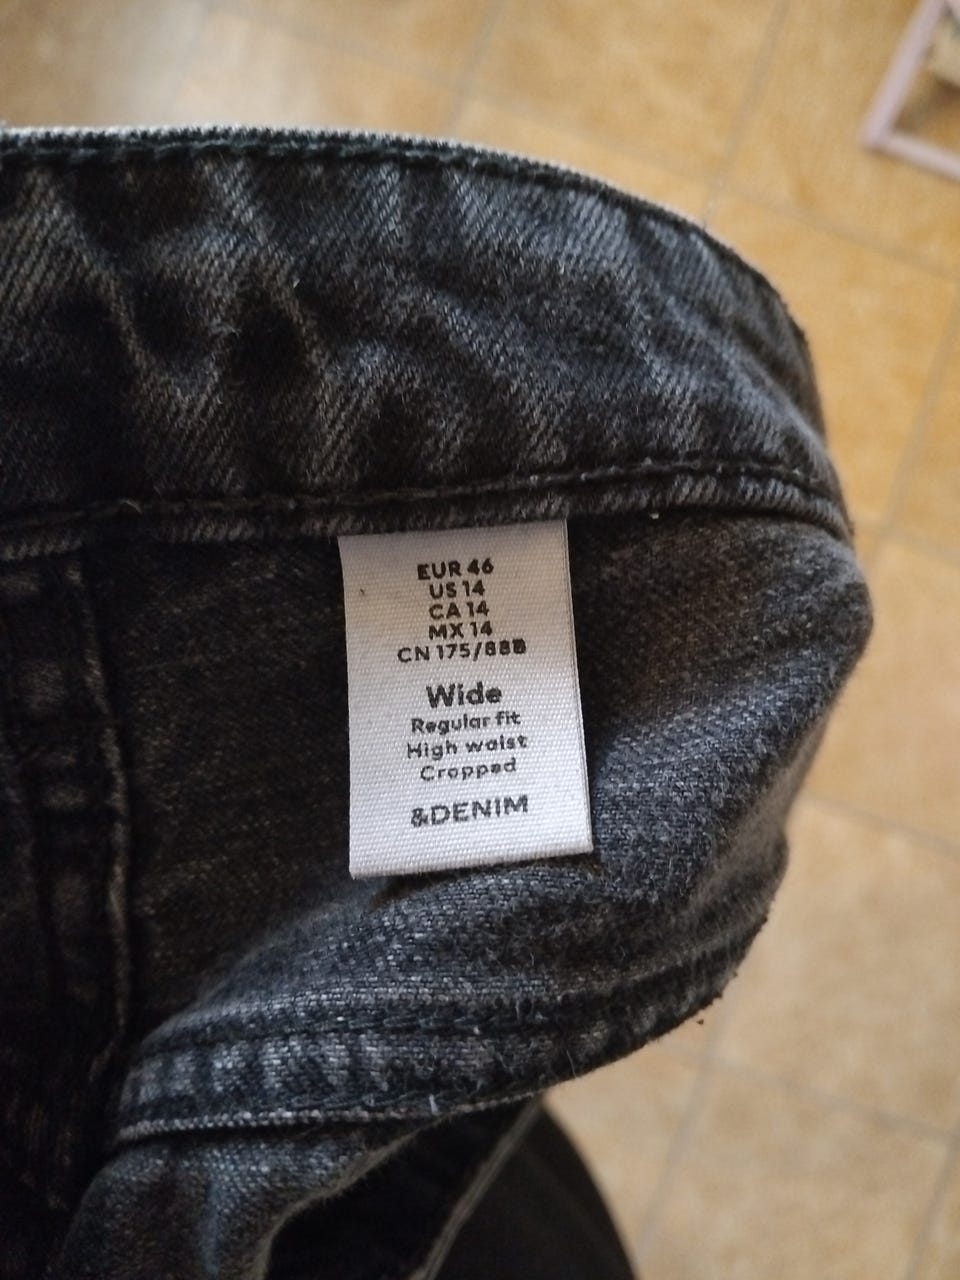 EUR 46
US 14
CA 14
MX 14
CN 175/88B
Wide
Regular fit
High waist
Cropped
&DENIM